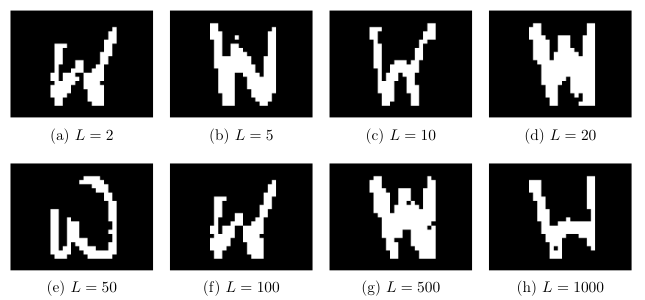 W W W W
(a) L = 2 (b) L = 5 (c) L = 10 (d) L = 20
W W W W
(e) L = 50 (f) L = 100 (g) L = 500 (h) L = 1000